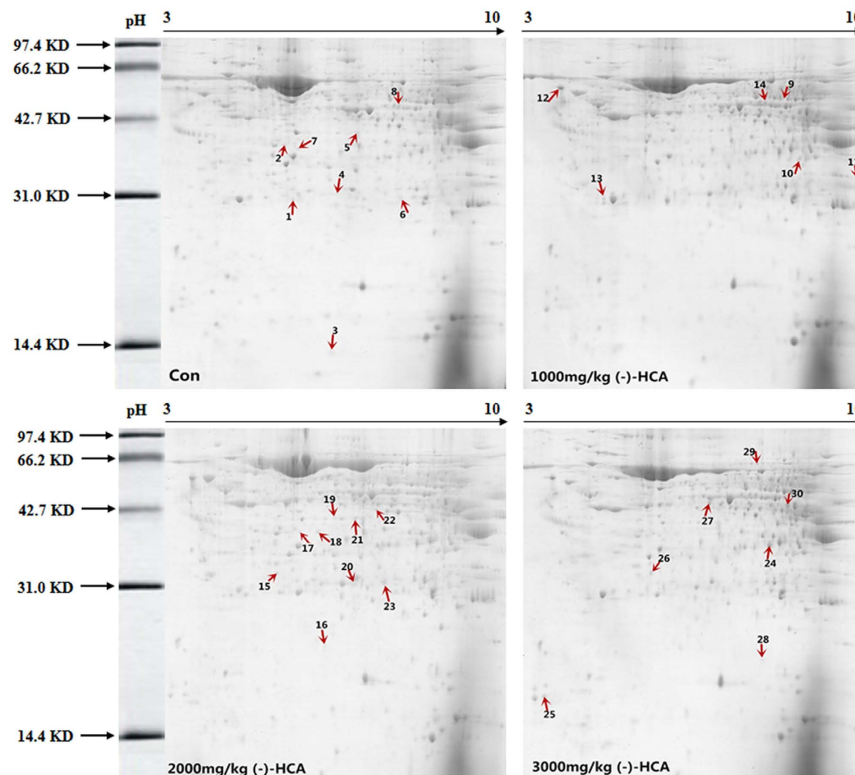 3 10 3 10
pH
97.4 KD
66.2 KD
14 9
12
8
42.7 KD
7
5
2
10
11
4
13
31.0 KD
1
6
3
14.4 KD
Con
1000mg/kg (-)-HCA
3 10 3 1
pH
97.4 KD
29
66.2 KD
19
30
42.7 KD
22
27
17 18 21
26
24
20
15
31.0 KD
23
16
28
25
14.4 KD
2000mg/kg (-)-HCA
3000mg/kg (-)-HCA